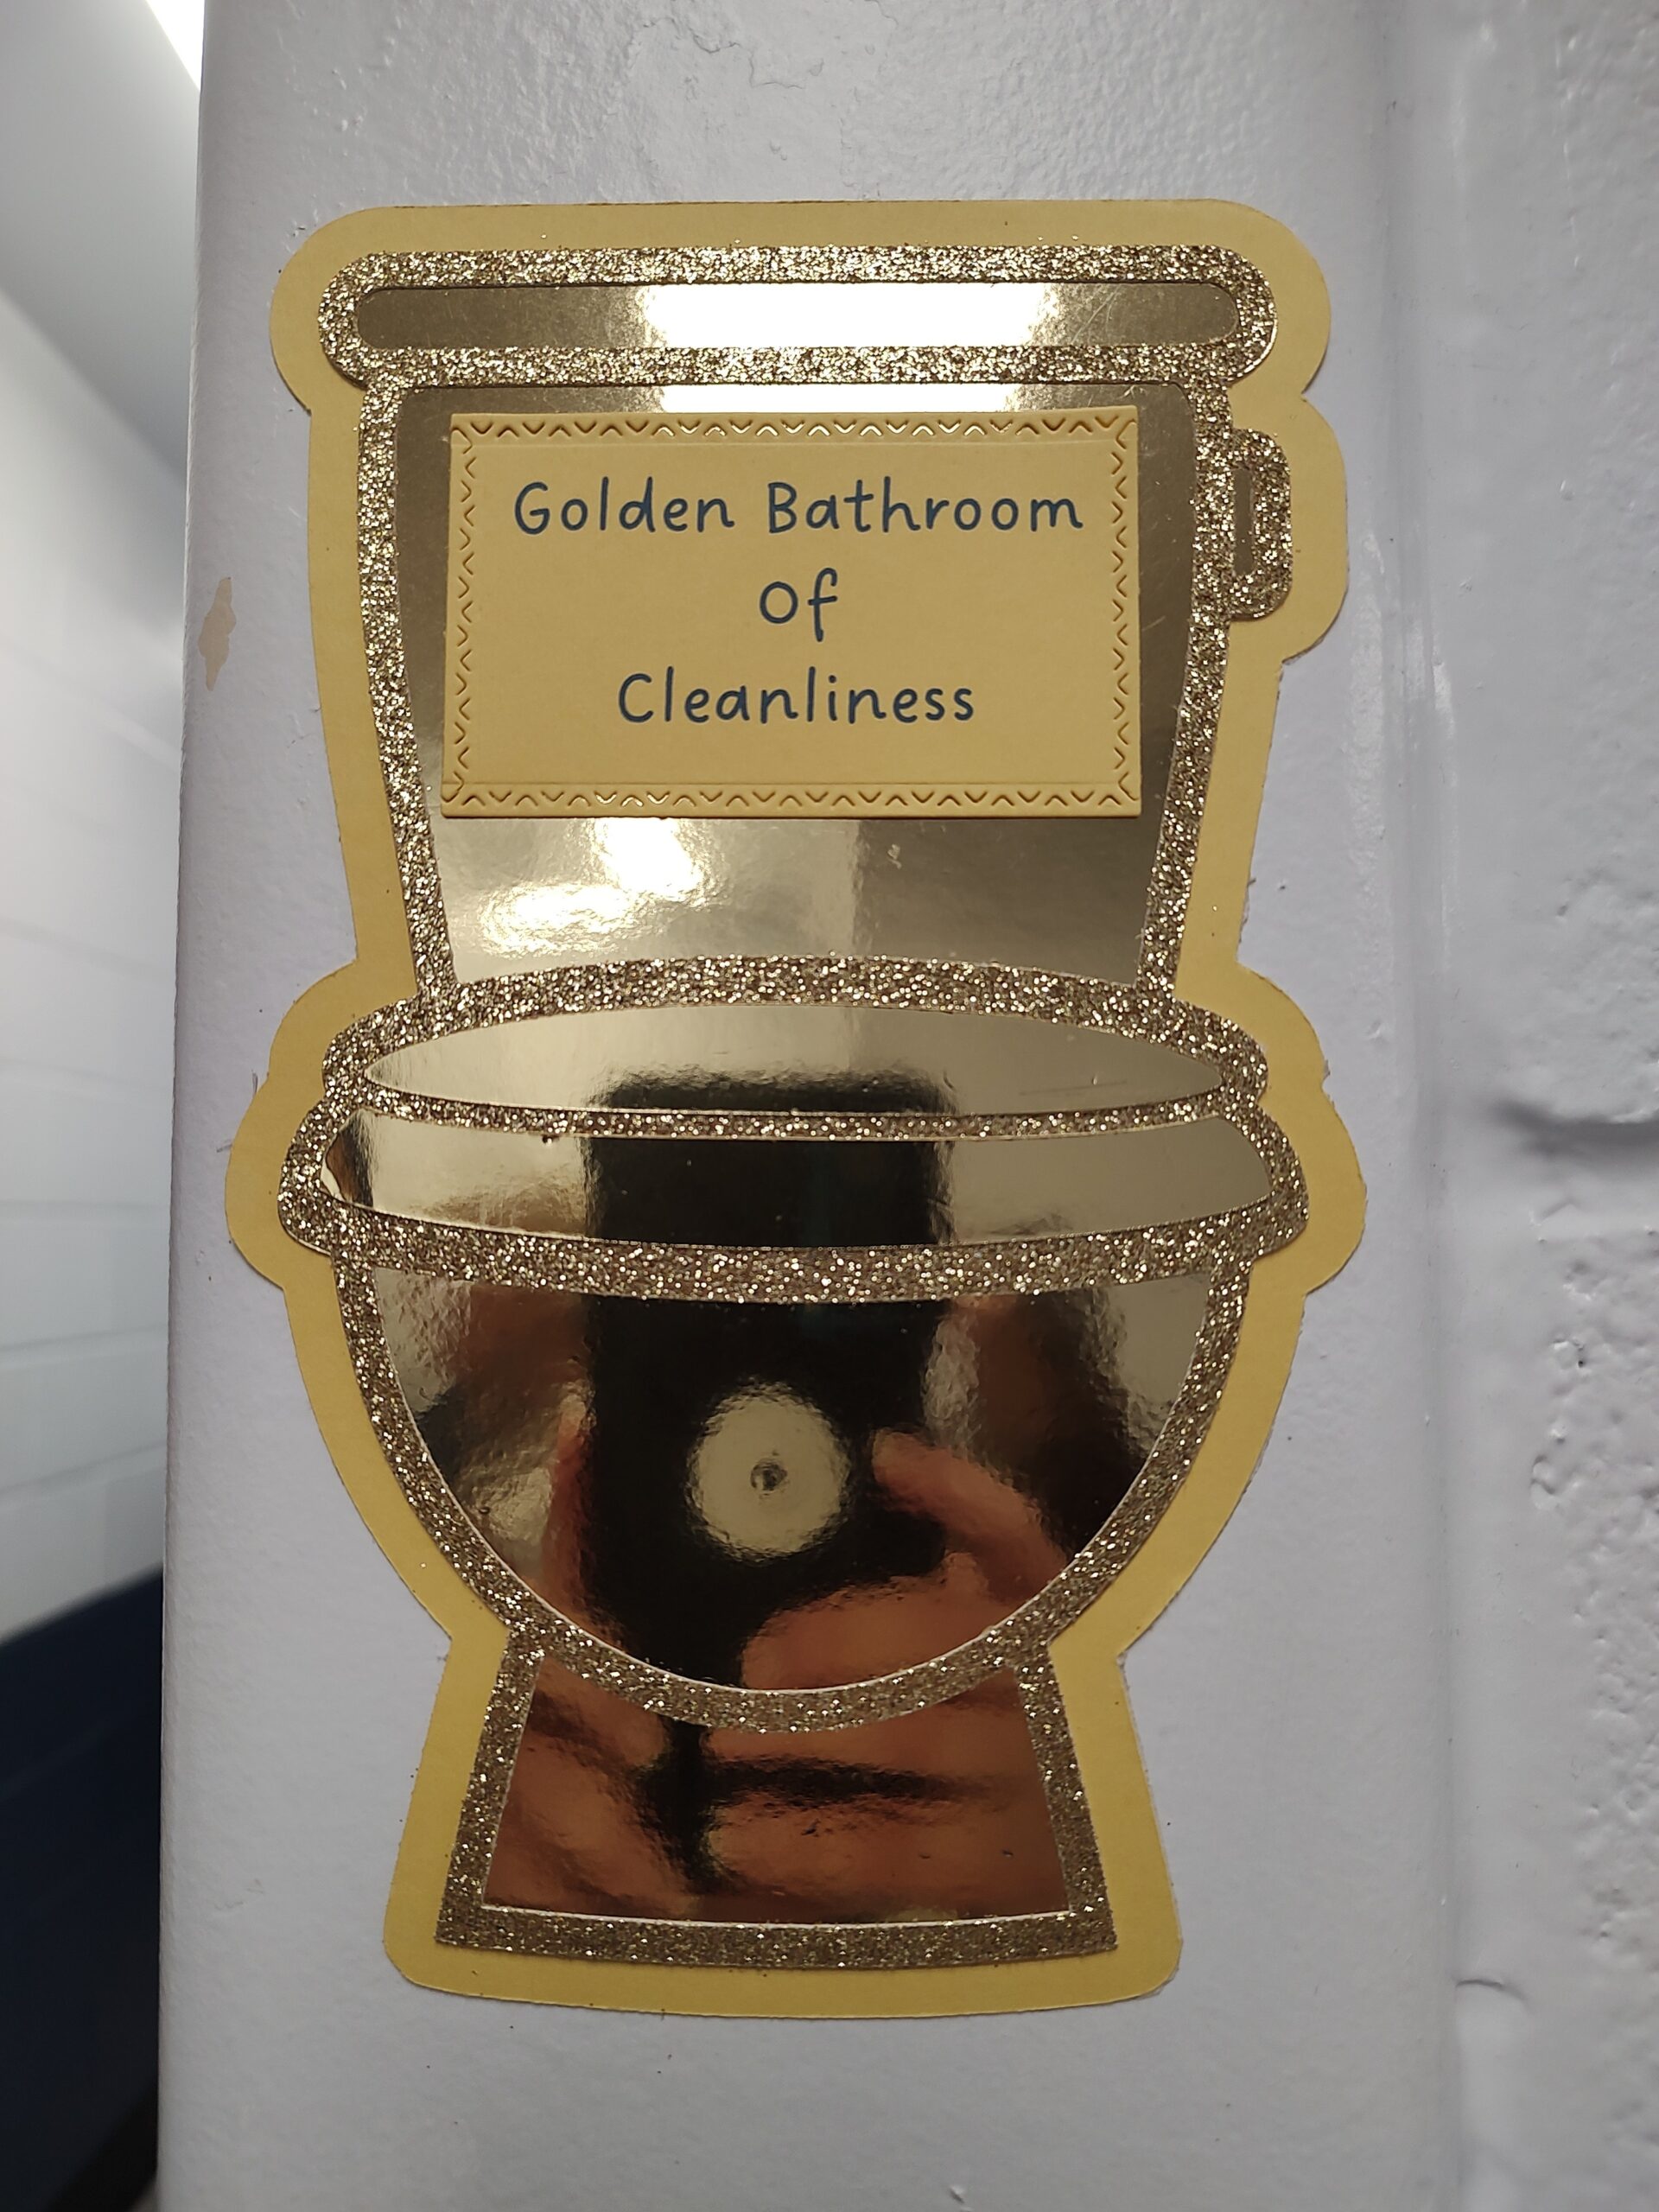 Golden Bathroom
Of
Cleanliness